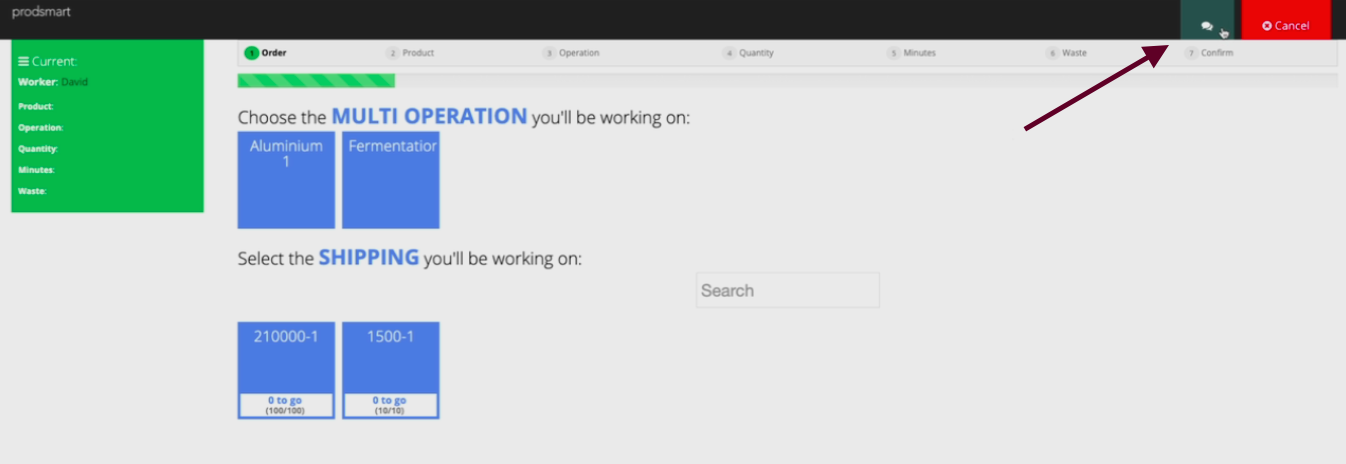 prodsmart
Cancel
Current:
Worker: David
Product:
Operation:
Quantity:
Minutes:
Waste:
1 Order 2 Product 3 Operation 4 Quantity 5 Minutes 6 Waste 7 Confirm
Choose the MULTI OPERATION you'll be working on:
Aluminium
1
Fermentatior
Select the SHIPPING you'll be working on:
Search
210000-1
0 to go
(100/100)
1500-1
0 to go
(10/10)